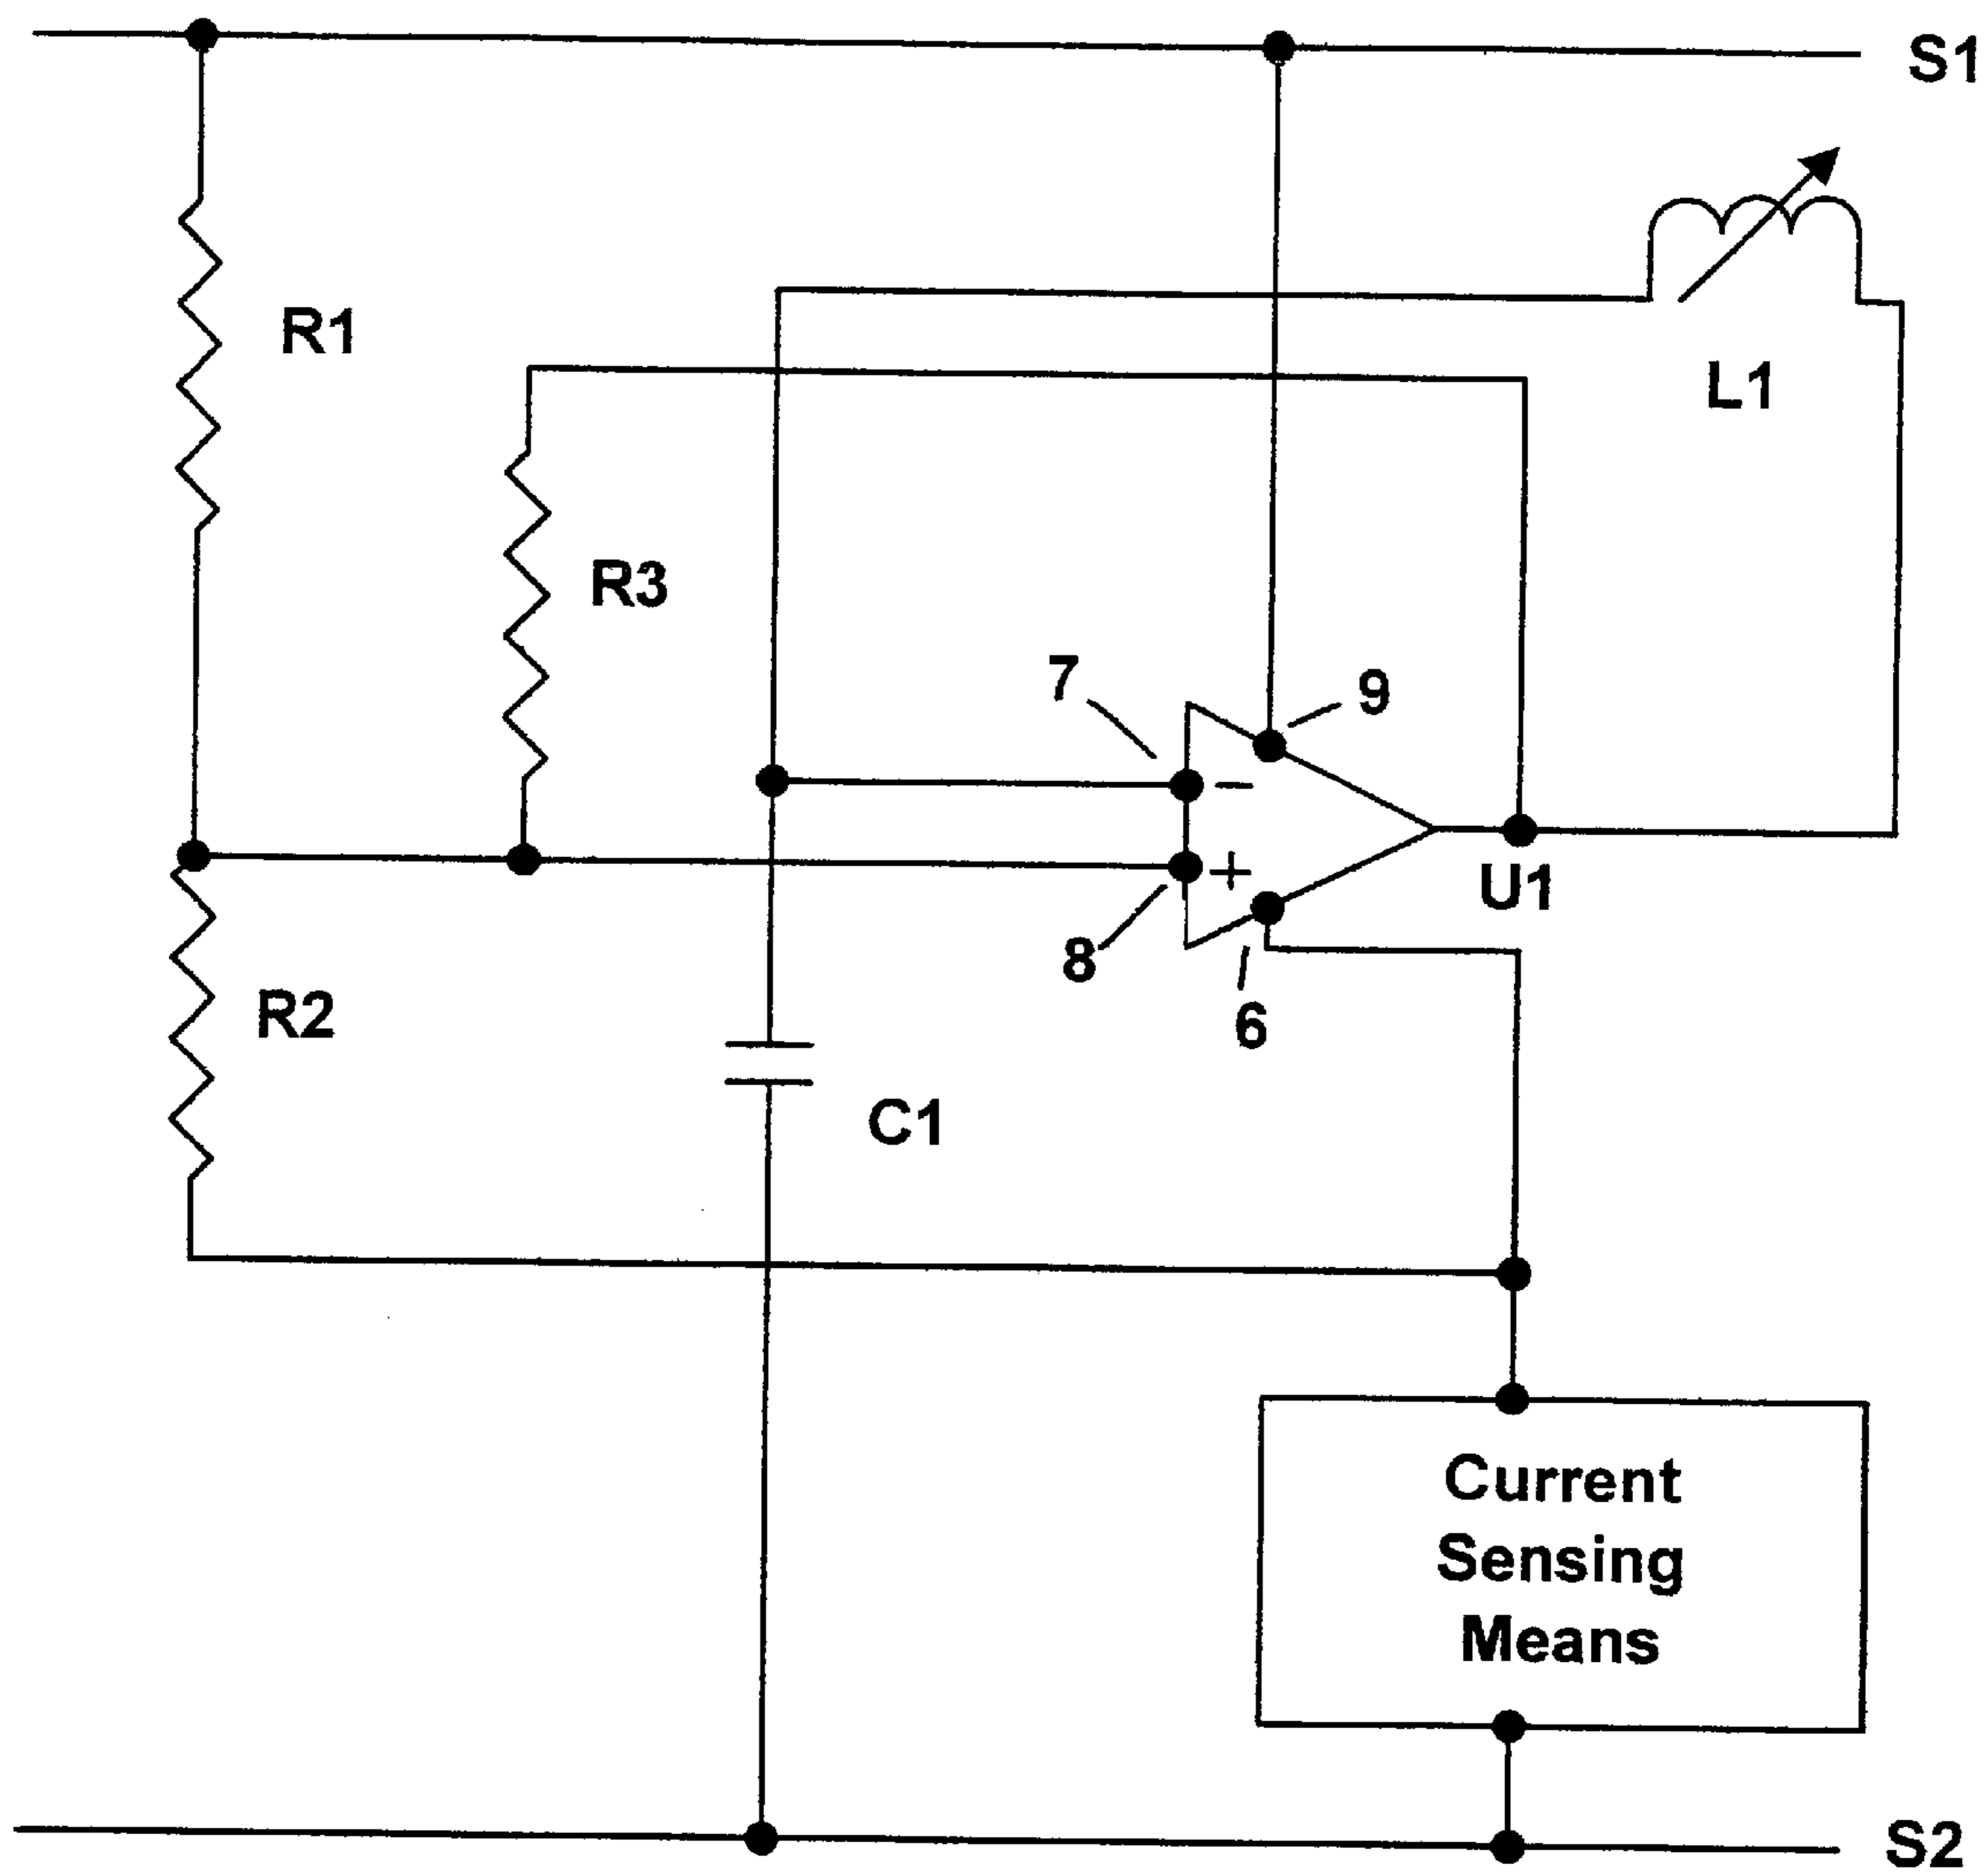 S1
R1
L1
R3
7
9
-
+
U1
8
6
R2
C1
Current
Sensing
Means
S2